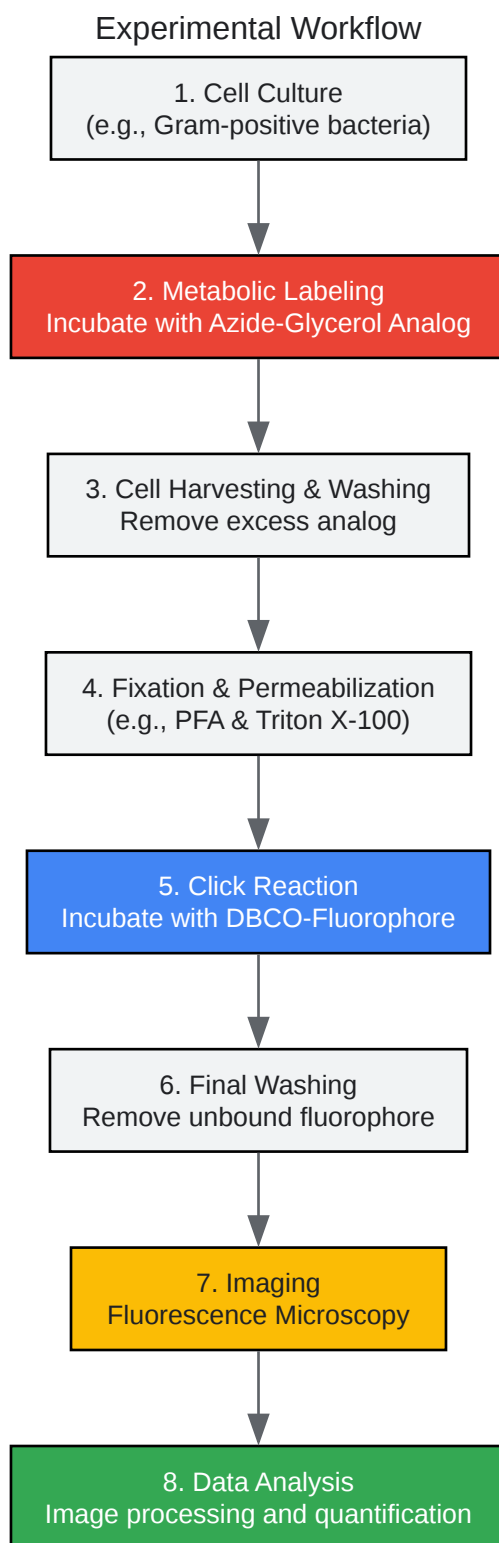 Experimental Workflow
1. Cell Culture
(e.g., Gram-positive bacteria)
2. Metabolic Labeling
Incubate with Azide-Glycerol Analog
3. Cell Harvesting & Washing
Remove excess analog
4. Fixation & Permeabilization
(e.g., PFA & Triton X-100)
5. Click Reaction
Incubate with DBCO-Fluorophore
6. Final Washing
Remove unbound fluorophore
7. Imaging
Fluorescence Microscopy
8. Data Analysis
Image processing and quantification